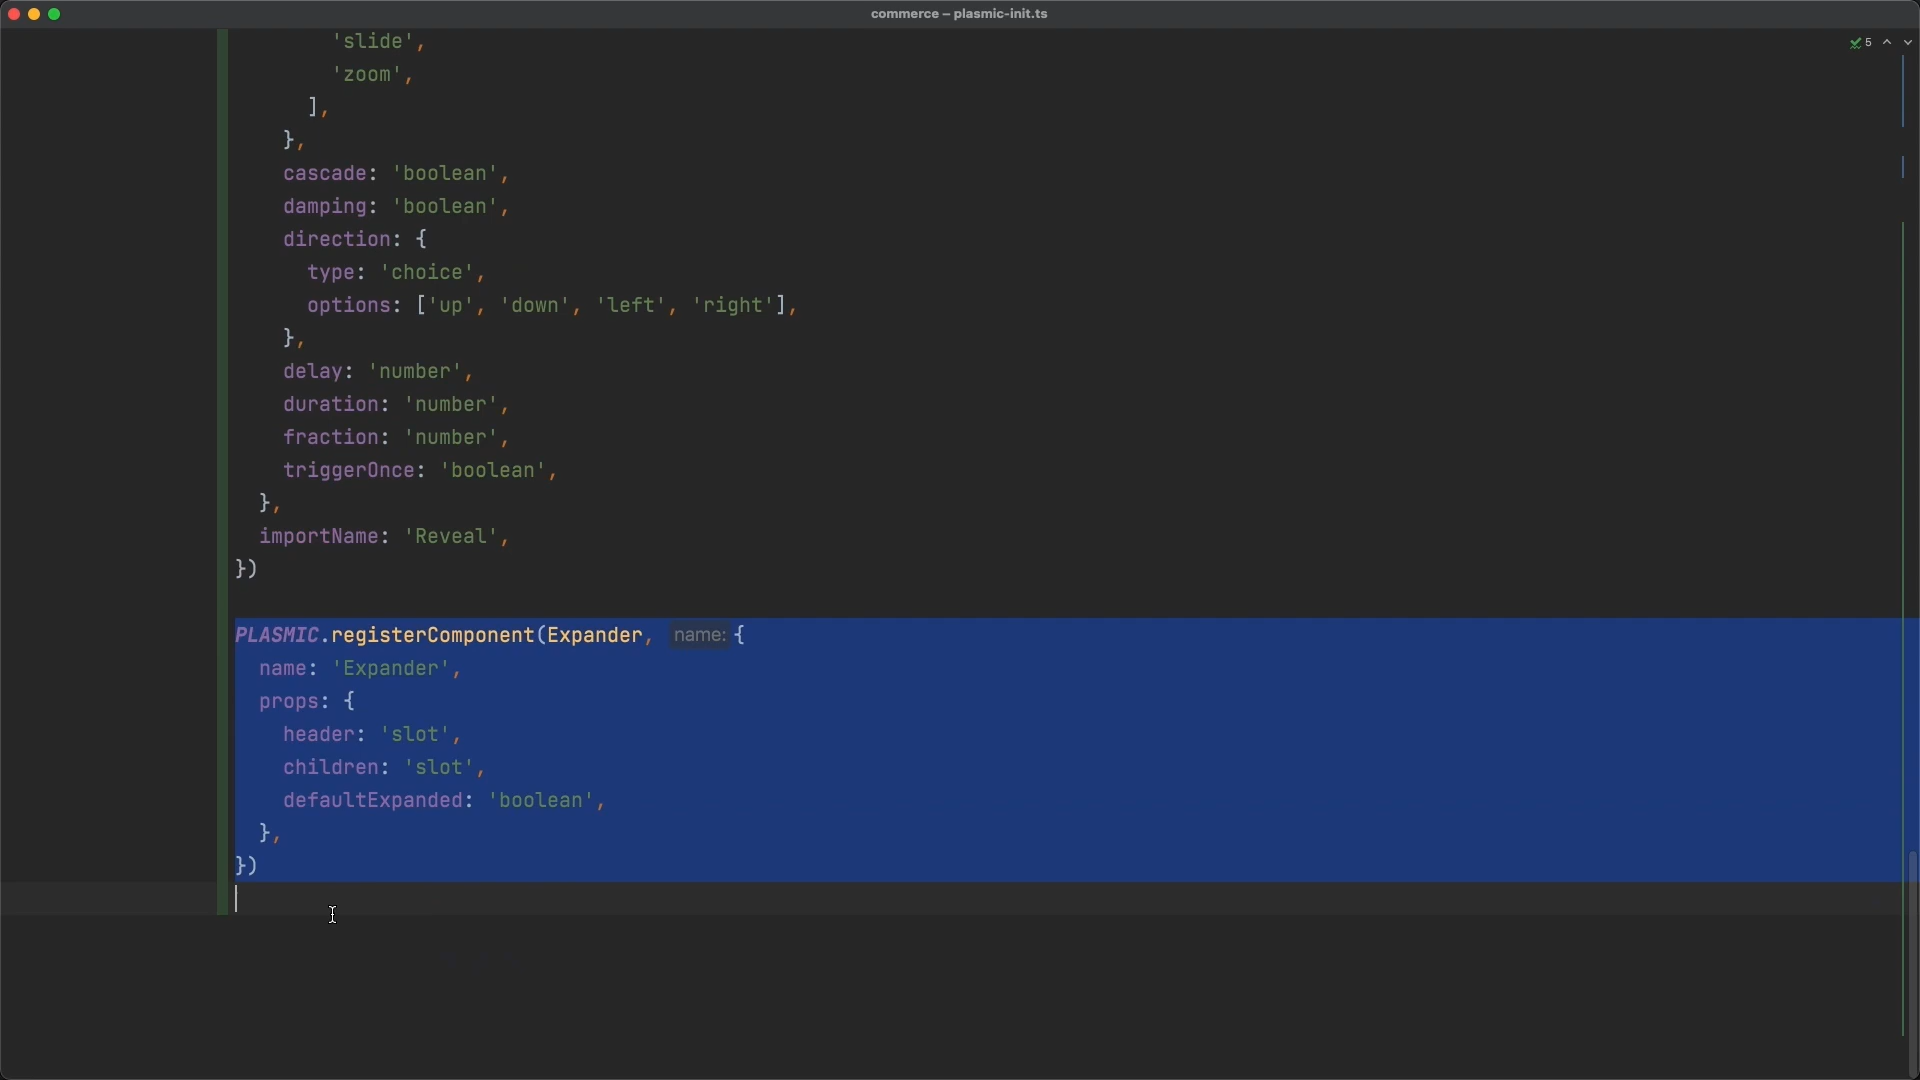 commerce – plasmic-init.ts
5
'slide',
'zoom',
],
},
cascade: 'boolean',
damping: 'boolean',
direction: {
type: 'choice',
options: ['up', 'down', 'left', 'right'],
},
delay: 'number',
duration: 'number',
fraction: 'number',
triggerOnce: 'boolean',
},
importName: 'Reveal',
})
PLASMIC.registerComponent(Expander, name: {
name: 'Expander',
props: {
header: 'slot',
children: 'slot',
defaultExpanded: 'boolean',
},
})